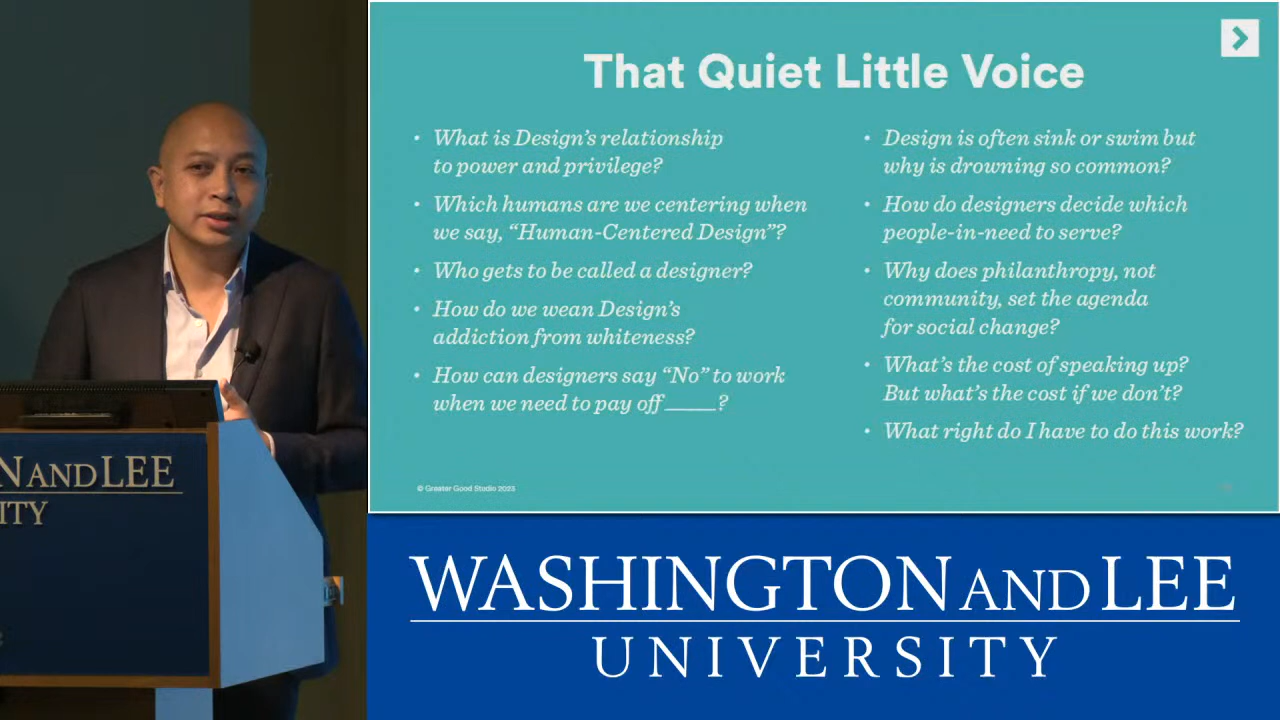 That Quiet Little Voice
• What is Design's relationship
to power and privilege?
• Which humans are we centering when
we say, “Human-Centered Design”?
• Who gets to be called a designer?
• How do we wean Design's
addiction from whiteness?
• How can designers say “No” to work
when we need to pay off _____?
• Design is often sink or swim but
why is drowning so common?
• How do designers decide which
people-in-need to serve?
• Why does philanthropy, not
community, set the agenda
for social change?
• What's the cost of speaking up?
But what's the cost if we don't?
• What right do I have to do this work?
© Greater Good Studio 2023
N AND LEE
ITY
WASHINGTON AND LEE
UNIVERSITY